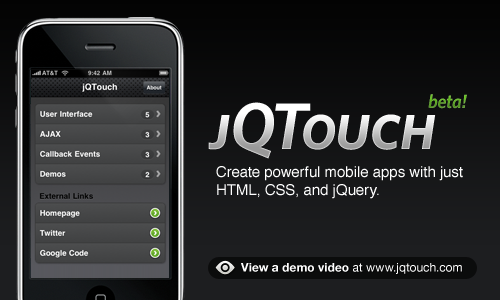 AT&T 9:42 AM
jQTouch About
User Interface 5
AJAX 3
Callback Events 3
Demos 2
External Links
Homepage
Twitter
Google Code
beta!
jQTouch
Create powerful mobile apps with just
HTML, CSS, and jQuery.
View a demo video at www.jqtouch.com